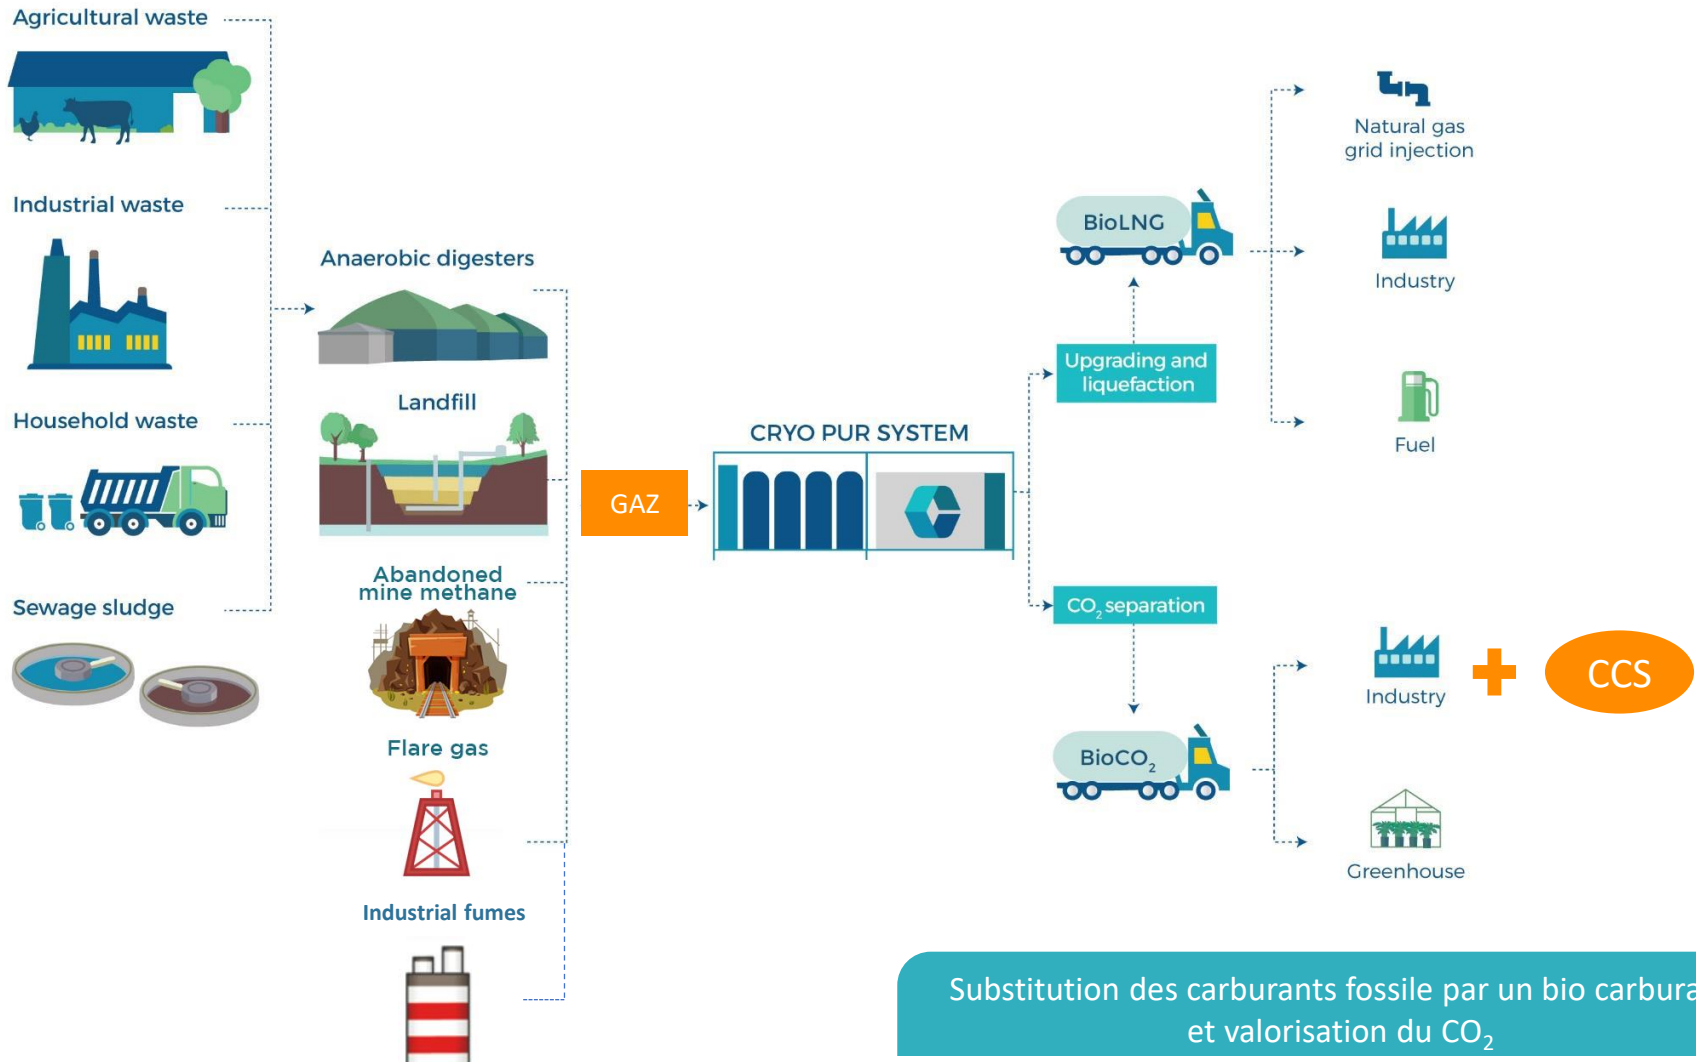 Agricultural waste
Industrial waste
Household waste
Sewage sludge
Anaerobic digesters
Landfill
Abandoned
mine methane
Flare gas
Industrial fumes
GAZ
CRYO PUR SYSTEM
Upgrading and
liquefaction
CO₂ separation
BioLNG
BioCO₂
Natural gas
grid injection
Industry
Fuel
Industry
CCS
Greenhouse
Substitution des carburants fossile par un bio
et valorisation du CO₂